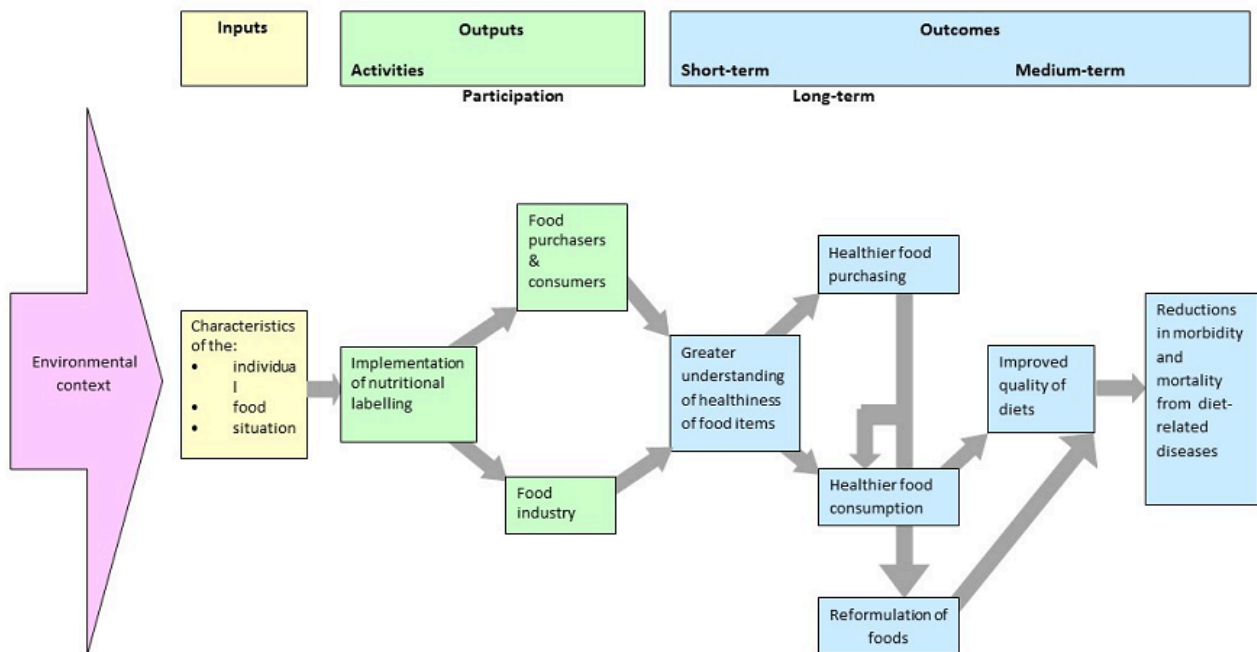 Inputs
Outputs
Activities
Participation
Outcomes
Short-term Medium-term
Long-term
Environmental
context
Characteristics
of the:
• individua
l
• food
• situation
Implementation
of nutritional
labelling
Food
purchasers
&
consumers
Food
industry
Greater
understanding
of healthiness
of food items
Healthier food
purchasing
Healthier food
consumption
Reformulation of
foods
Improved
quality of
diets
Reductions
in morbidity
and
mortality
from diet-
related
diseases